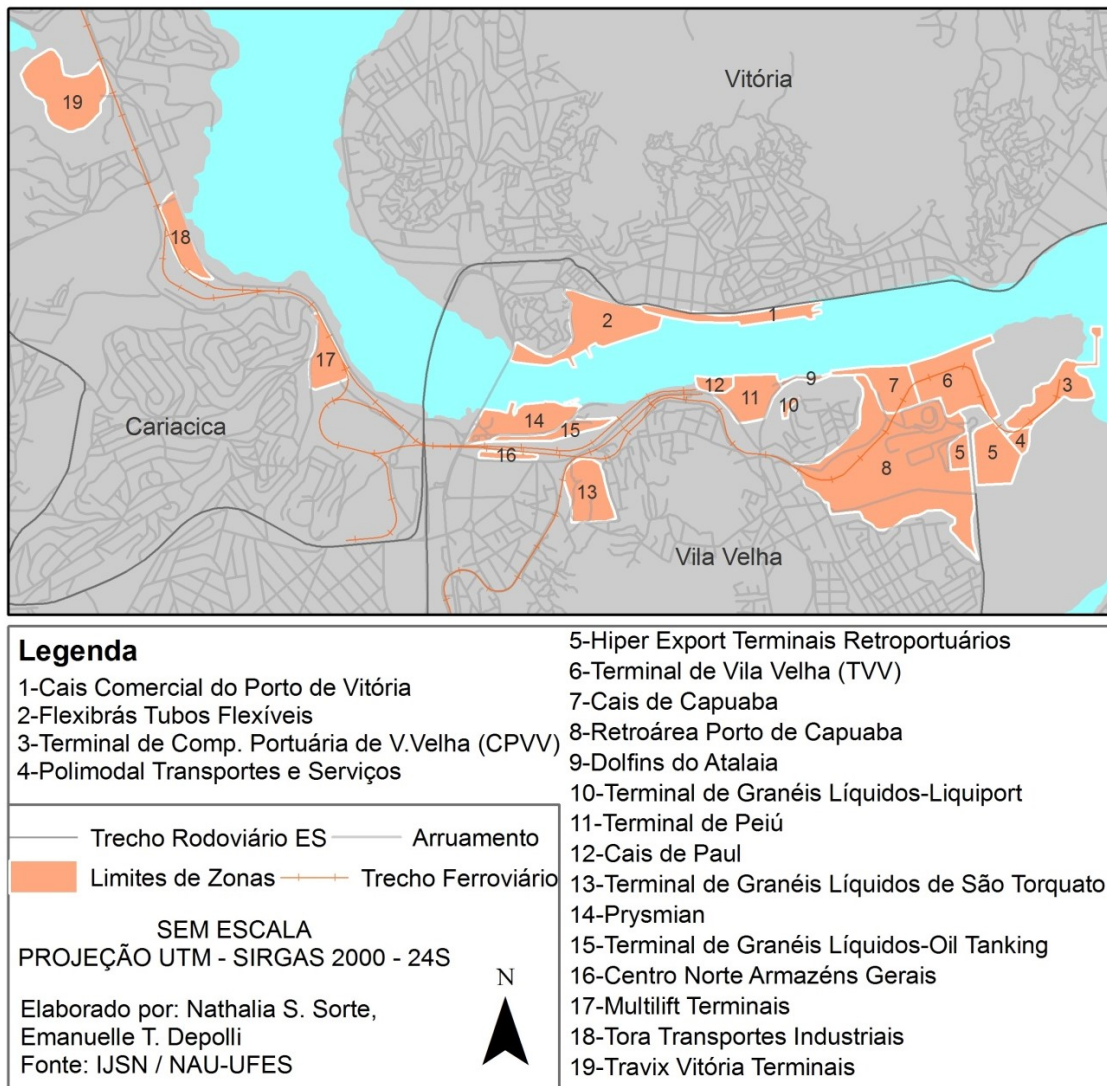 19
Vitória
18
2
1
17
12
11
9
10
7
6
3
Cariacica
14
15
16
13
8
5
5
4
Vila Velha
Legenda
1-Cais Comercial do Porto de Vitória
2-Flexibrás Tubos Flexíveis
3-Terminal de Comp. Portuária de V.Velha (CPVV)
4-Polimodal Transportes e Serviços
5-Hiper Export Terminais Retroportuários
6-Terminal de Vila Velha (TVV)
7-Cais de Capuaba
8-Retroárea Porto de Capuaba
9-Dolfins do Atalaia
10-Terminal de Granéis Líquidos-Liquiport
11-Terminal de Peiú
12-Cais de Paul
13-Terminal de Granéis Líquidos de São Torquato
14-Prysmian
15-Terminal de Granéis Líquidos-Oil Tanking
16-Centro Norte Armazéns Gerais
17-Multilift Terminais
18-Tora Transportes Industriais
19-Travix Vitória Terminais
Trecho Rodoviário ES
Arruamento
Limites de Zonas
Trecho Ferroviário
SEM ESCALA
PROJEÇÃO UTM - SIRGAS 2000 - 24S
Elaborado por: Nathalia S. Sorte,
Emanuelle T. Depolli
Fonte: IJSN / NAU-UFES
N